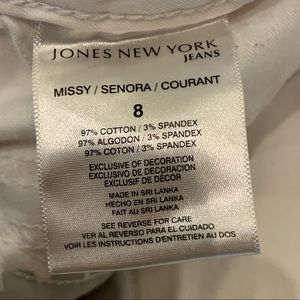 JONES NEW YORK
JEANS
MISSY / SENORA / COURANT
8
97% COTTON / 3% SPANDEX
97% ALGODON / 3% SPANDEX
97% COTON / 3% SPANDEX
EXCLUSIVE OF DECORATION
EXCLUSIVO DE DECORACION
EXCLUSIF DE DÉCOR
MADE IN SRI LANKA
HECHO EN SRI LANKA
FAIT AU SRI LANKA
SEE REVERSE FOR CARE
VER AL REVERSO PARA EL CUIDADO
VOIR LES INSTRUCTIONS D'ENTRETIEN AU DOS